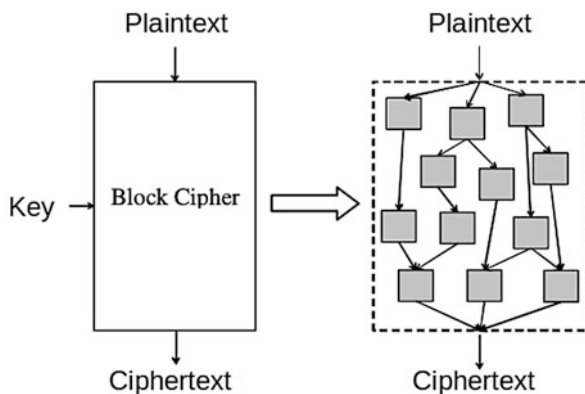 Plaintext
Plaintext
Key
Block Cipher
Ciphertext
Ciphertext